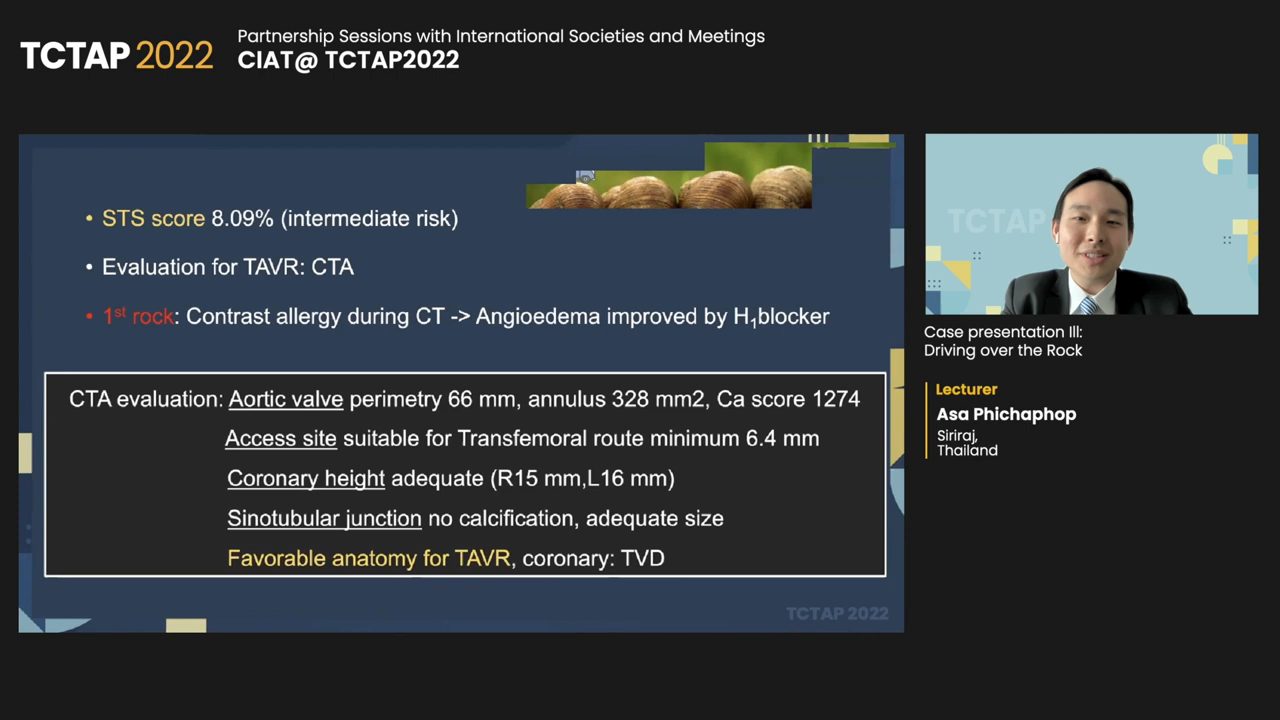 TCTAP 2022
Partnership Sessions with International Societies and Meetings
CIAT@ TCTAP2022
• STS score 8.09% (intermediate risk)
• Evaluation for TAVR: CTA
• 1st rock: Contrast allergy during CT -> Angioedema improved by H1blocker
CTA evaluation: Aortic valve perimetry 66 mm, annulus 328 mm2, Ca score 1274
Access site suitable for Transfemoral route minimum 6.4 mm
Coronary height adequate (R15 mm,L16 mm)
Sinotubular junction no calcification, adequate size
Favorable anatomy for TAVR, coronary: TVD
TCTAP 2022
TCTAP
Case presentation III:
Driving over the Rock
Lecturer
Asa Phichaphop
Siriraj,
Thailand